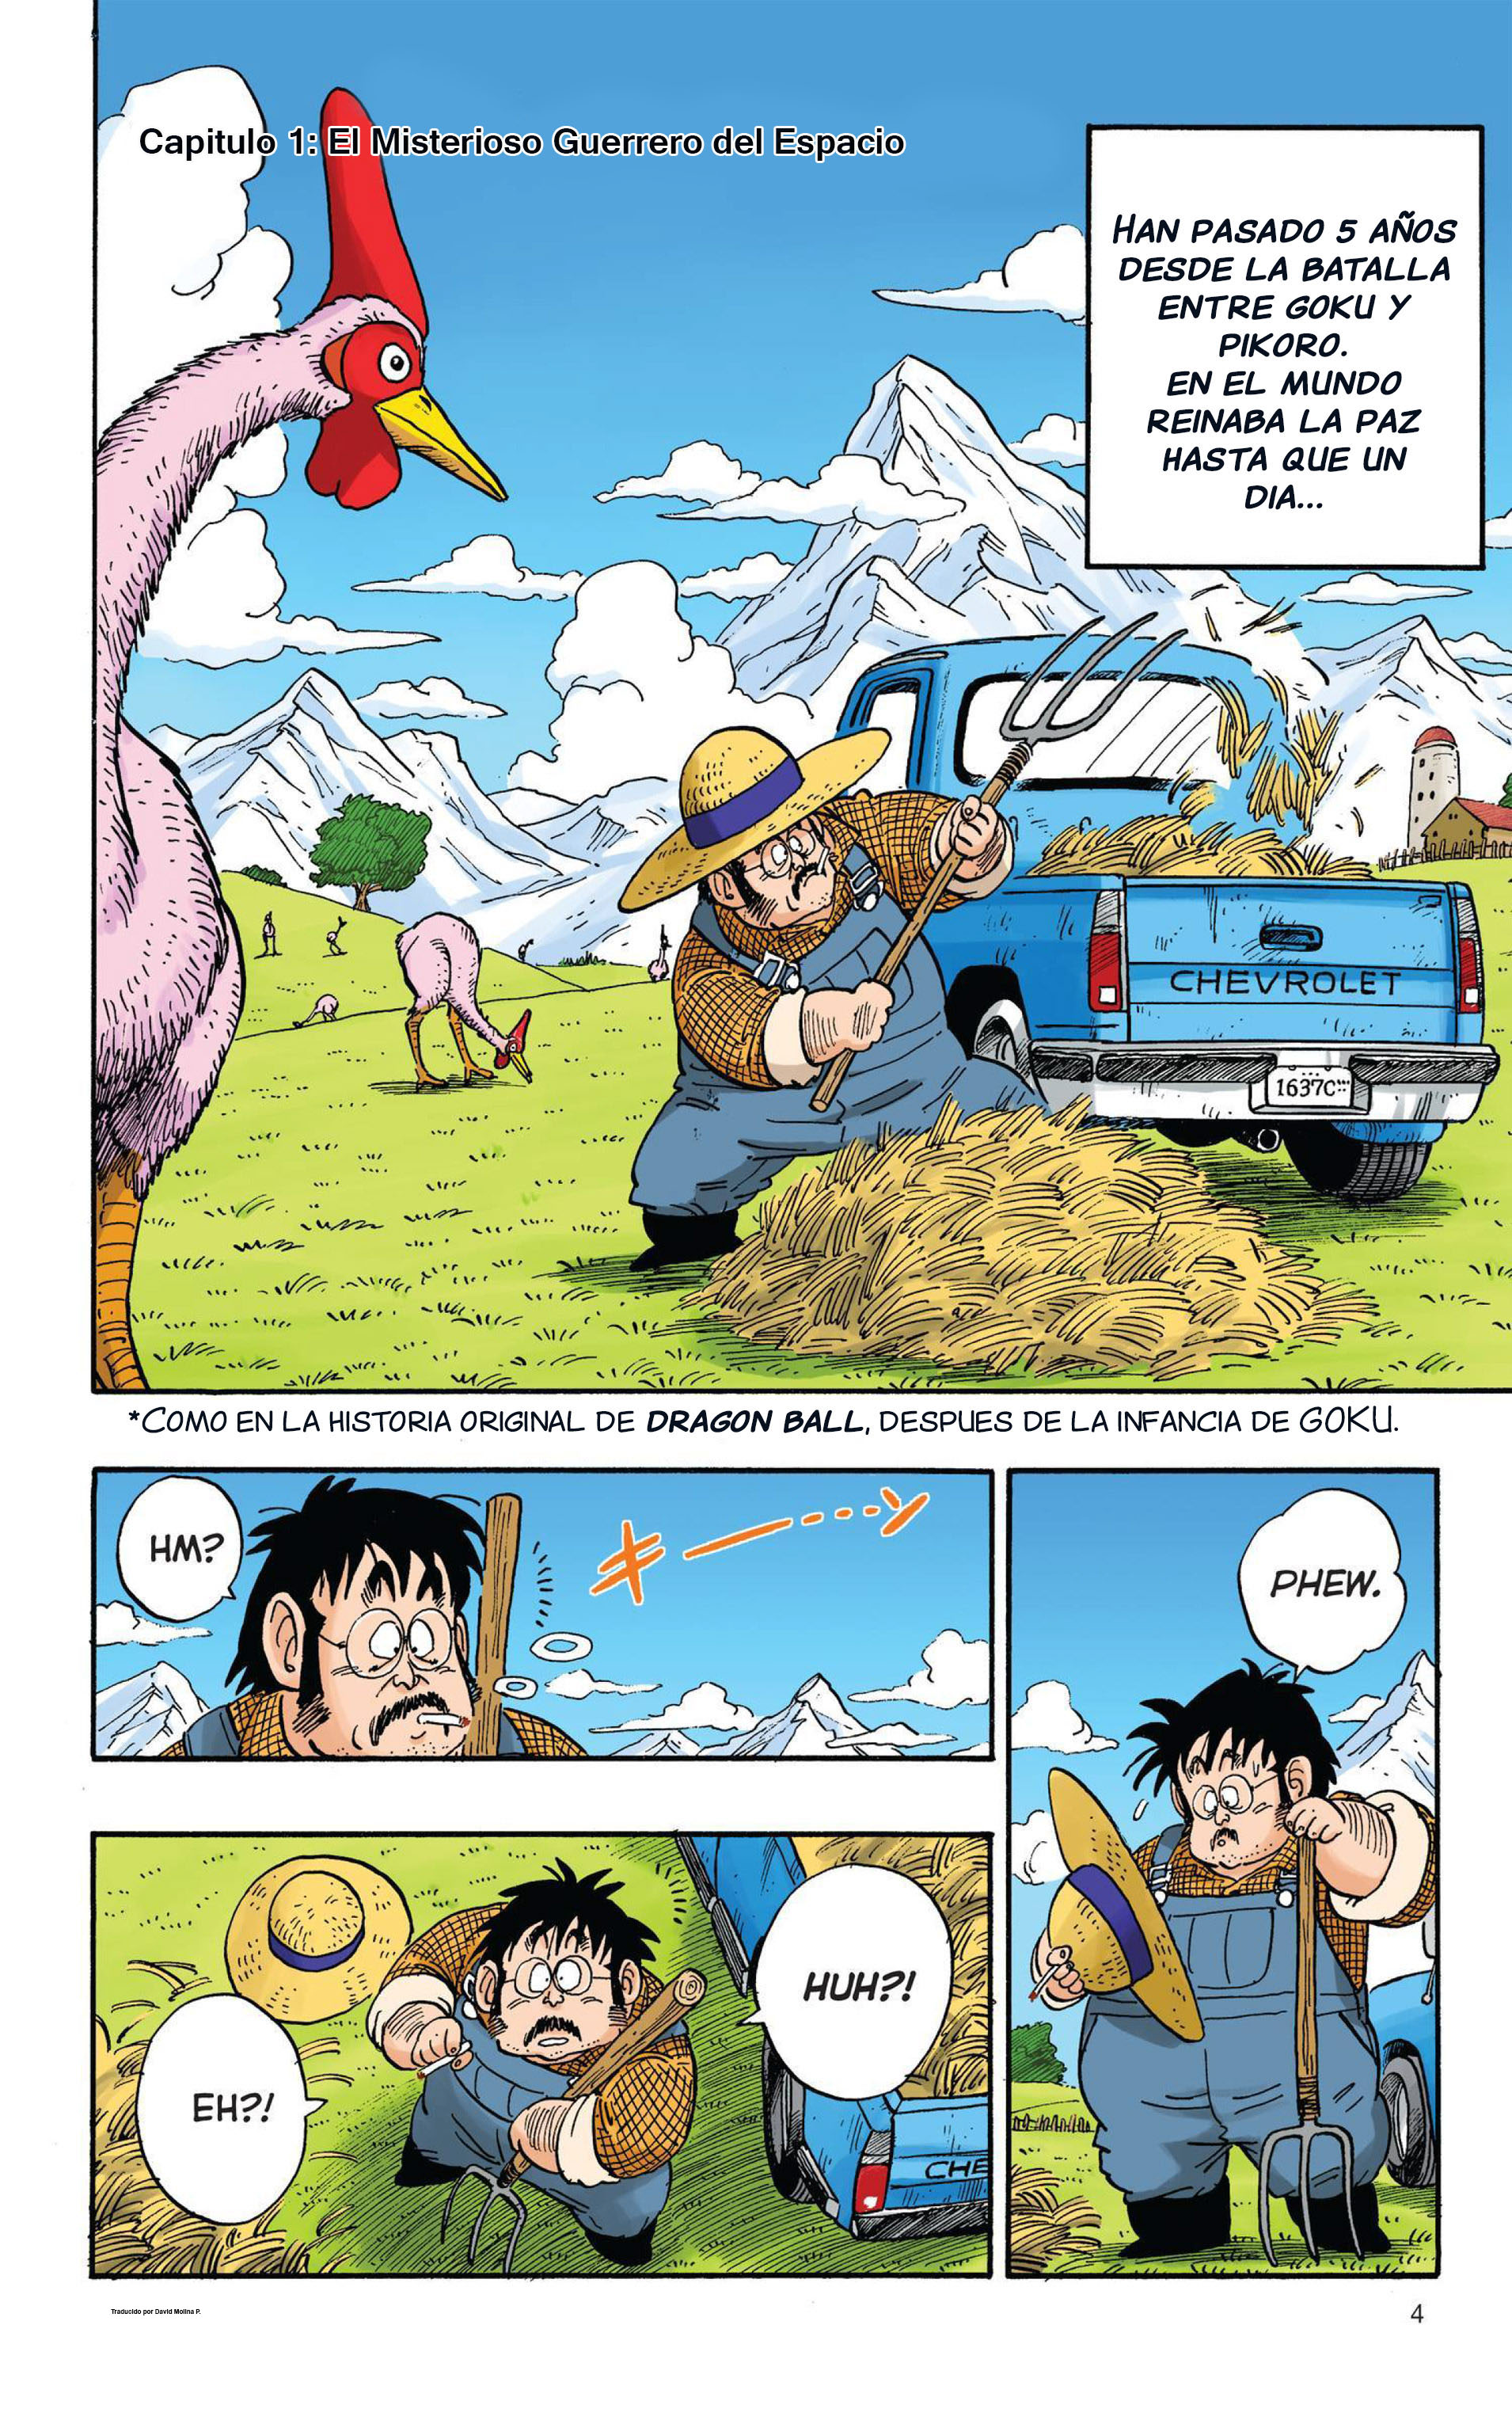 Capitulo 1: El Misterioso Guerrero del Espacio
HAN PASADO 5 AÑOS
DESDE LA BATALLA
ENTRE GOKU Y
PIKORO.
EN EL MUNDO
REINABA LA PAZ
HASTA QUE UN
DIA...
CHEVROLET
1637C
*COMO EN LA HISTORIA ORIGINAL DE DRAGON BALL, DESPUES DE LA INFANCIA DE GOKU.
PHEW.
HM?
キーーン
HUH?!
EH?!
CHE
Traducido por David Molina P.
4